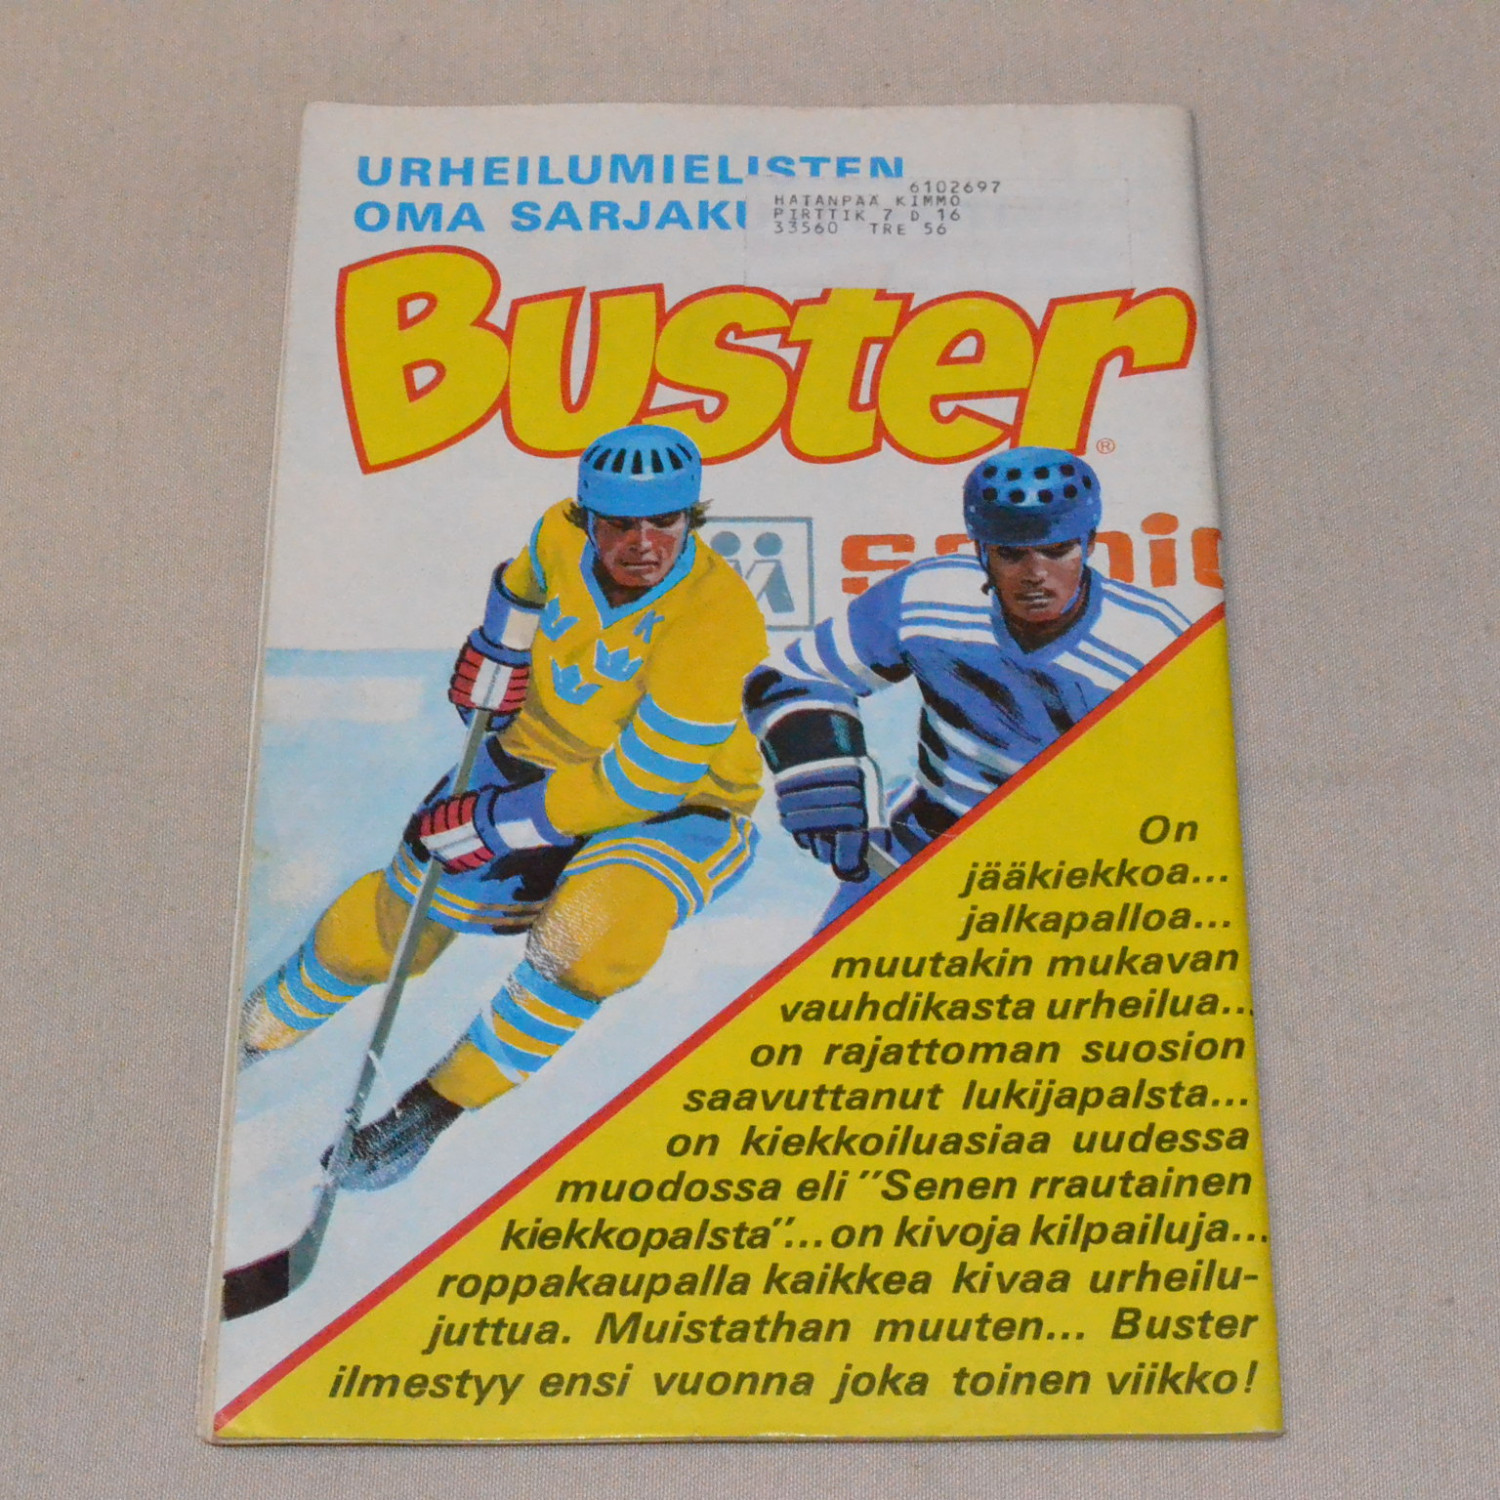 URHEILUMIELISTEN
OMA SARJAKU
6102697
HATANPÄÄ KIMMO
PIRTTIK 7 D 16
33560 TRE 56
Buster
®
K
On
jääkiekkoa...
jalkapalloa...
muutakin mukavan
vauhdikasta urheilua...
on rajattoman suosion
saavuttanut lukijapalsta...
on kiekkoiluasiaa uudessa
muodossa eli "Senen rrautainen
kiekkopalsta"...on kivoja kilpailuja...
roppakaupalla kaikkea kivaa urheilu-
juttua. Muistathan muuten... Buster
ilmestyy ensi vuonna joka toinen viikko!